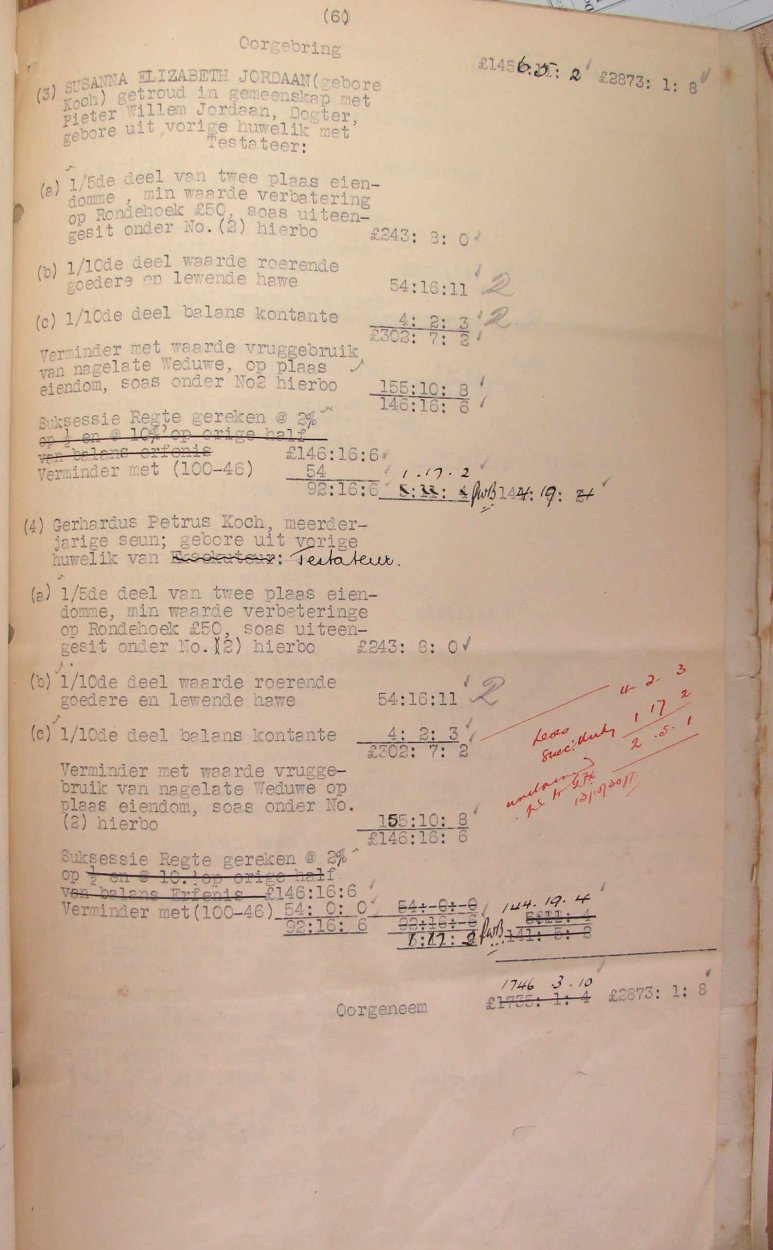 (6)
Oorgebring
£1456. 5: 2 £2873: 1: 8
(3) SUSANNA ELIZABETH JORDAAN(gebore
Koch) getroud in gemeenskap met
Pieter Willem Jordaan, Dogter,
gebore uit vorige huwelik met
Testateer:
(a) 1/5de deel van twee plaas eien-
domme , min waarde verbatering
op Rondehoek £50, soas uiteen-
gesit onder No.(2) hierbo £243: 8: 0
(b) 1/10de deel waarde roerende
goedere en lewende hawe 54:16:11 2
(c) 1/10de deel balans kontante 4: 2: 3 2
£302: 7: 2
Verminder met waarde vruggebruik
van nagelate Weduwe, op plaas
eiendom, soas onder No2 hierbo 155:10: 8
146:16: 6
Suksessie Regte gereken @ 2%
op ½ en @ 10% op orige half
van balans erfenis £146:16:6
Verminder met (100-46) 54 1. 17. 2
92:16:6 144. 19:
(4) Gerhardus Petrus Koch, meerder-
jarige seun; gebore uit vorige
huwelik van Eksekuteur: Testateur.
(a) 1/5de deel van twee plaas eien-
domme, min waarde verbeteringe
op Rondehoek £50, soas uiteen-
gesit onder No.(2) hierbo £243: 8: 0
(b) 1/10de deel waarde roerende
goedere en lewende hawe 54:16:11 2
(c) 1/10de deel balans kontante 4: 2: 3
£302: 7: 2
4. 2. 3
Less
Succ: duty 1 17 2
2 . 5. 1
Verminder met waarde vrugge-
bruik van nagelate Weduwe op
plaas eiendom, soas onder No.
(2) hierbo 155:10: 8
£146:16: 6
Suksessie Regte gereken @ 2%
op ½ en @ 10. op orige half
van balans Erfenis £146:16:6
Verminder met(100-46) 54: 0: 0 54: 0: 0 144. 19. 4
92:16: 6 92:16: 6
1:17: 2 141: 5: 2
1746 . 3. 10
Oorgeneem £1735: 1: 4 £2873: 1: 8